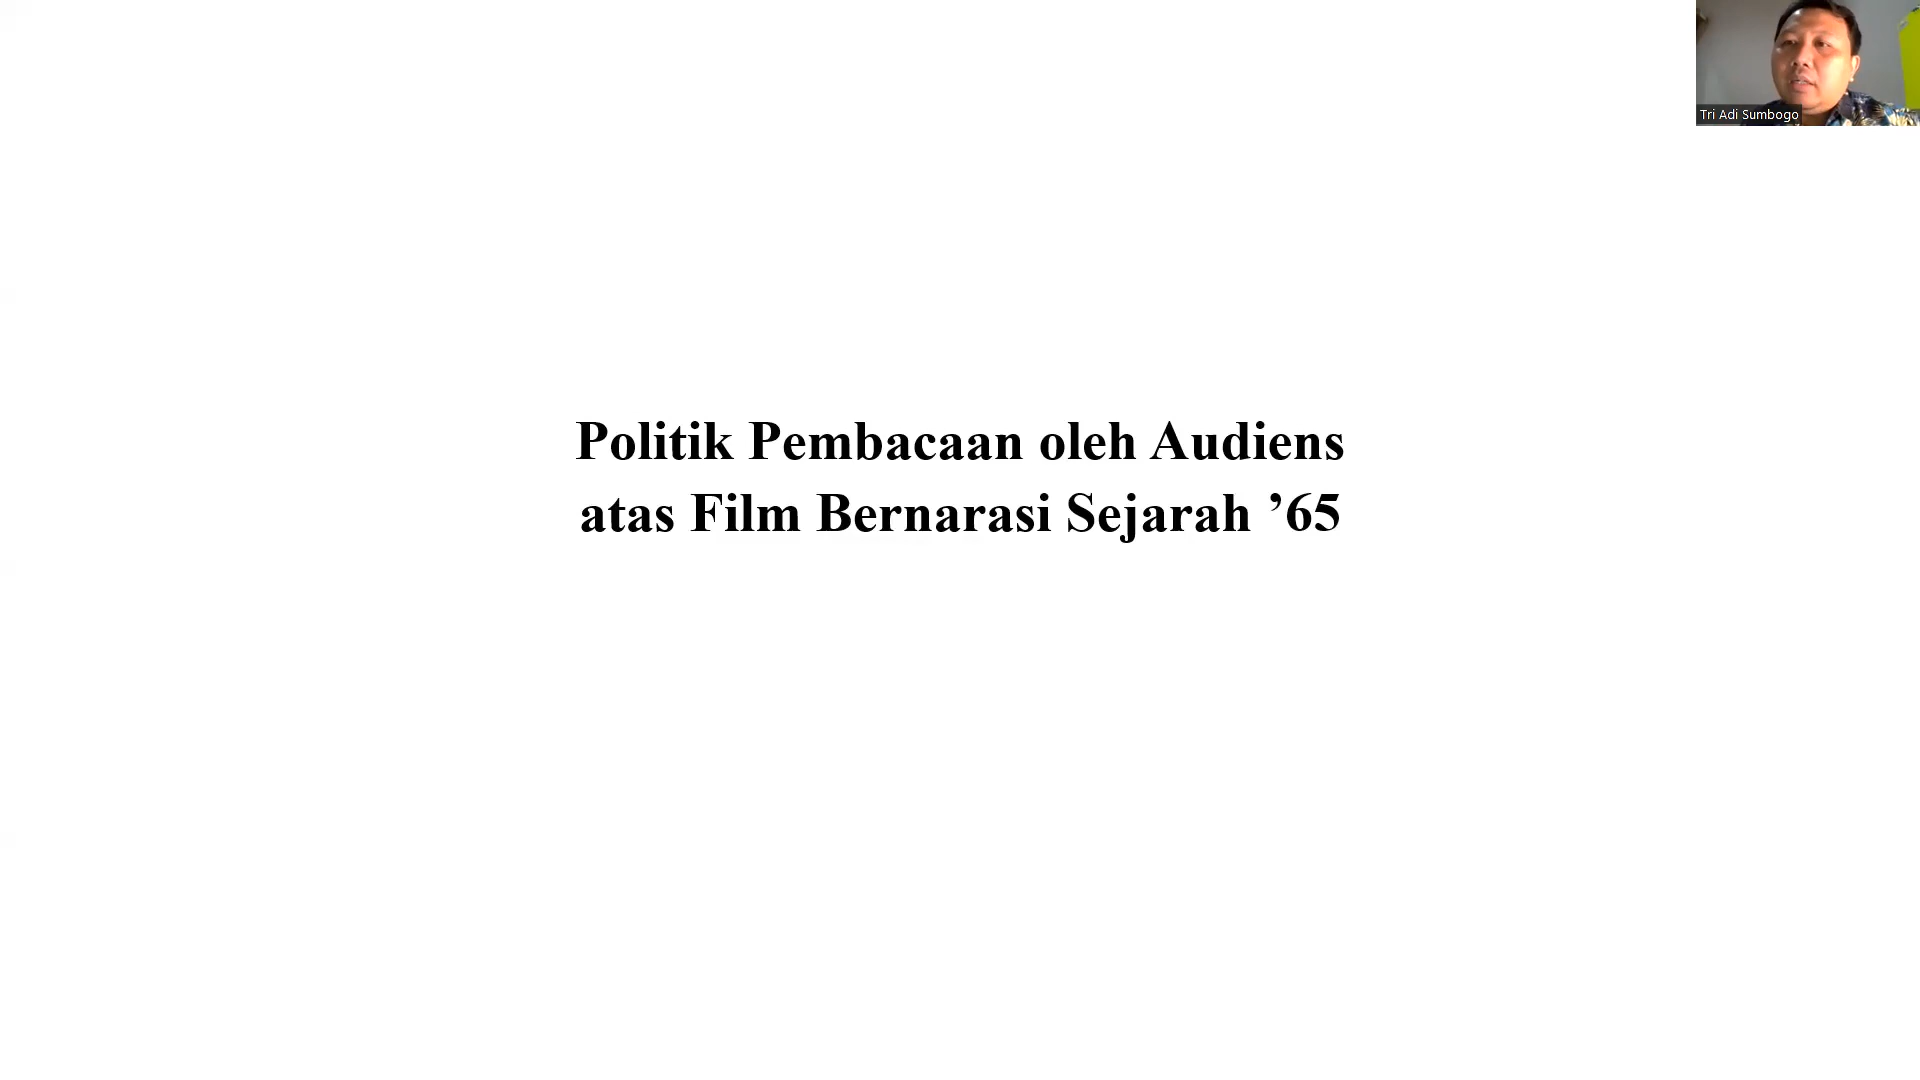 Tri Adi Sumbogo
Politik Pembacaan oleh Audiens
atas Film Bernarasi Sejarah ’65